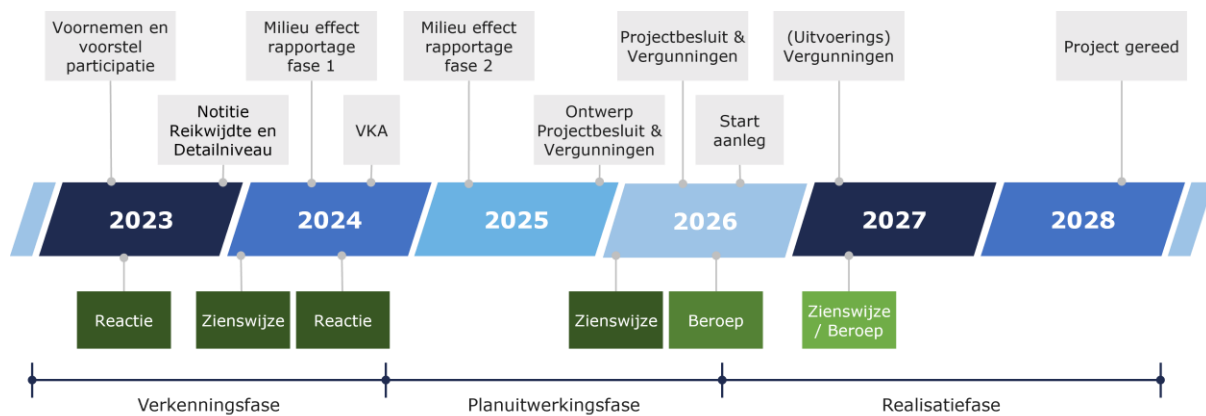 Voornemen en
voorstel
participatie
Notitie
Reikwijdte en
Detailniveau
Milieu effect
rapportage
fase 1
VKA
Milieu effect
rapportage
fase 2
Ontwerp
Projectbesluit &
Vergunningen
Projectbesluit &
Vergunningen
Start
aanleg
(Uitvoerings)
Vergunningen
Project gereed
2023
2024
2025
2026
2027
2028
Reactie
Zienswijze
Reactie
Zienswijze
Beroep
Zienswijze
/ Beroep
Verkenningsfase
Planuitwerkingsfase
Realisatiefase